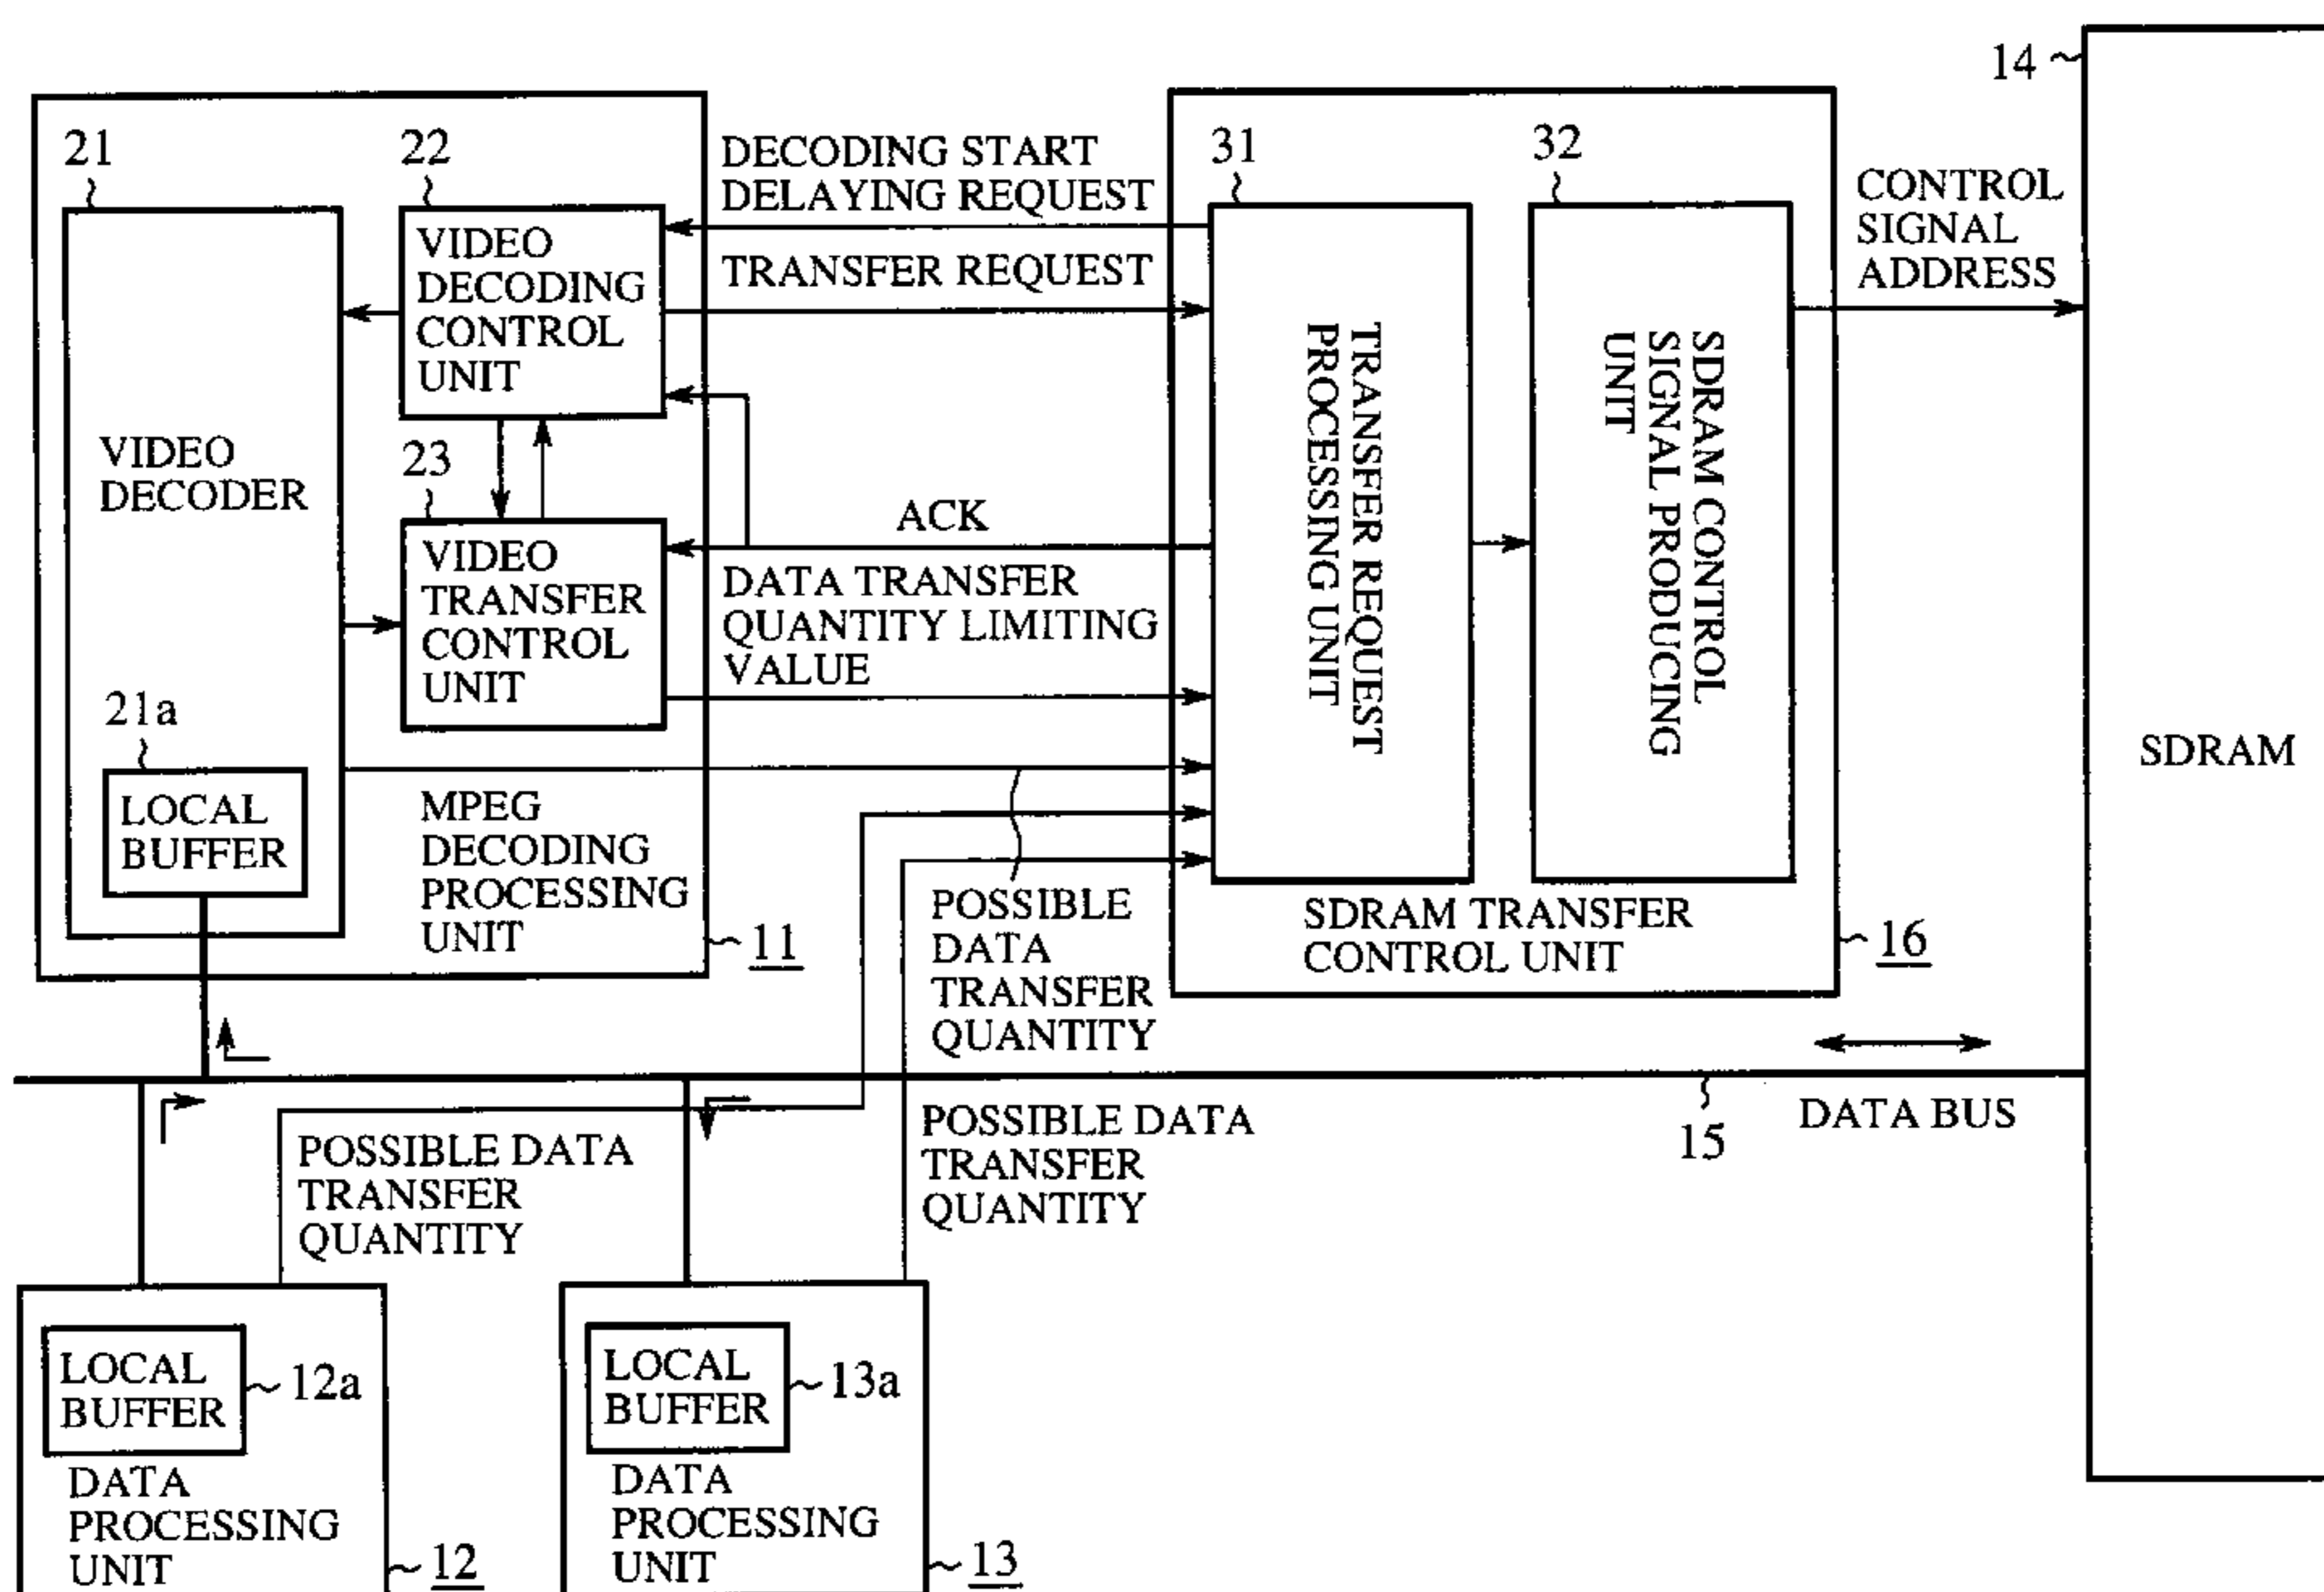 14
21
22
DECODING START
DELAYING REQUEST
31
32
CONTROL
SIGNAL
ADDRESS
VIDEO
DECODING
CONTROL
UNIT
TRANSFER REQUEST
TRANSFER REQUEST
PROCESSING UNIT
SDRAM CONTROL
SIGNAL PRODUCING
UNIT
VIDEO
DECODER
23
ACK
VIDEO
TRANSFER
CONTROL
UNIT
DATA TRANSFER
QUANTITY LIMITING
VALUE
SDRAM
21a
LOCAL
BUFFER
MPEG
DECODING
PROCESSING
UNIT
11
POSSIBLE
DATA
TRANSFER
QUANTITY
SDRAM TRANSFER
CONTROL UNIT
16
POSSIBLE DATA
TRANSFER
QUANTITY
POSSIBLE DATA
TRANSFER
QUANTITY
15
DATA BUS
LOCAL
BUFFER
12a
DATA
PROCESSING
UNIT
12
LOCAL
BUFFER
13a
DATA
PROCESSING
UNIT
13